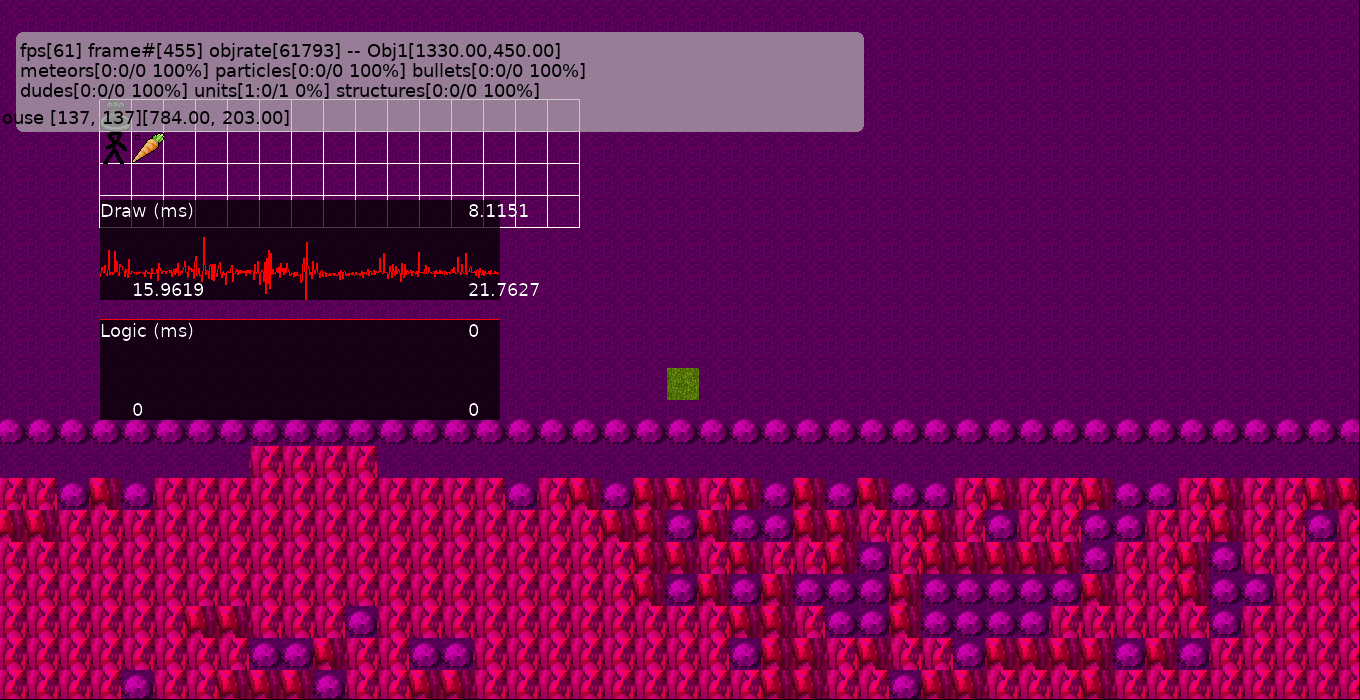 fps[61] frame#[455] objrate[61793] -- Obj1[1330.00,450.00]
meteors[0:0/0 100%] particles[0:0/0 100%] bullets[0:0/0 100%]
dudes[0:0/0 100%] units[1:0/1 0%] structures[0:0/0 100%]
ouse [137, 137][784.00, 203.00]
Draw (ms) 8.1151
15.9619 21.7627
Logic (ms) 0
0 0